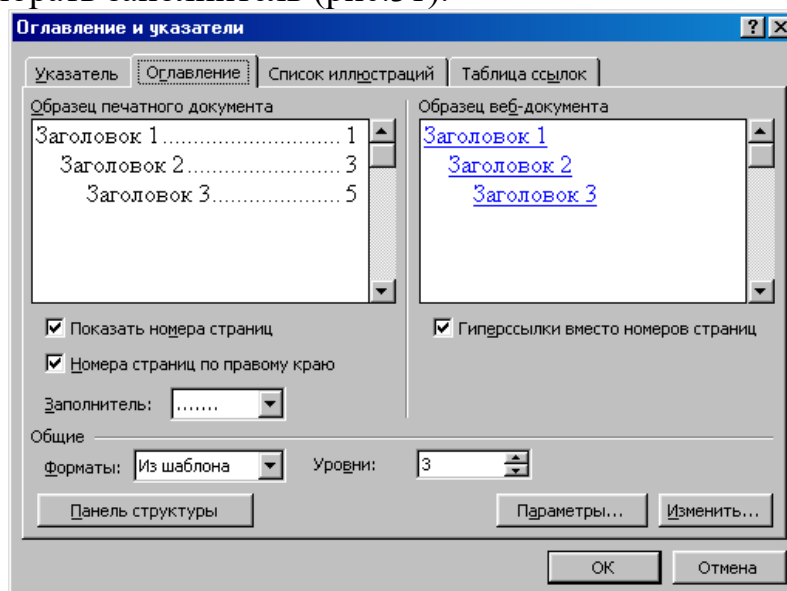 (рис.51).
Оглавление и указатели
Указатель Оглавление Список иллюстраций Таблица ссылок
Образец печатного документа Образец веб-документа
Заголовок 1.............................. 1 Заголовок 1
Заголовок 2.......................... 3 Заголовок 2
Заголовок 3...................... 5 Заголовок 3
Показать номера страниц Гиперссылки вместо номеров страниц
Номера страниц по правому краю
Заполнитель: .......
Общие
Форматы: Из шаблона Уровни: 3
Панель структуры Параметры... Изменить...
ОК Отмена